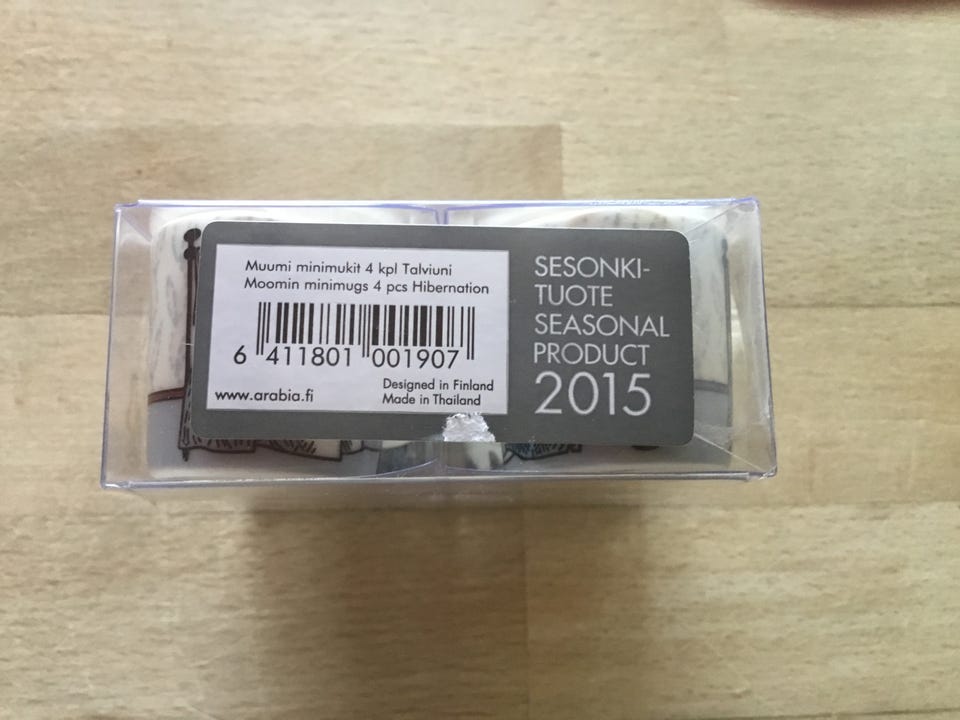 Muumi minimukit 4 kpl Talviuni
Moomin minimugs 4 pcs Hibernation
6 411801 001907
Designed in Finland
www.arabia.fi Made in Thailand
SESONKI-
TUOTE
SEASONAL
PRODUCT
2015